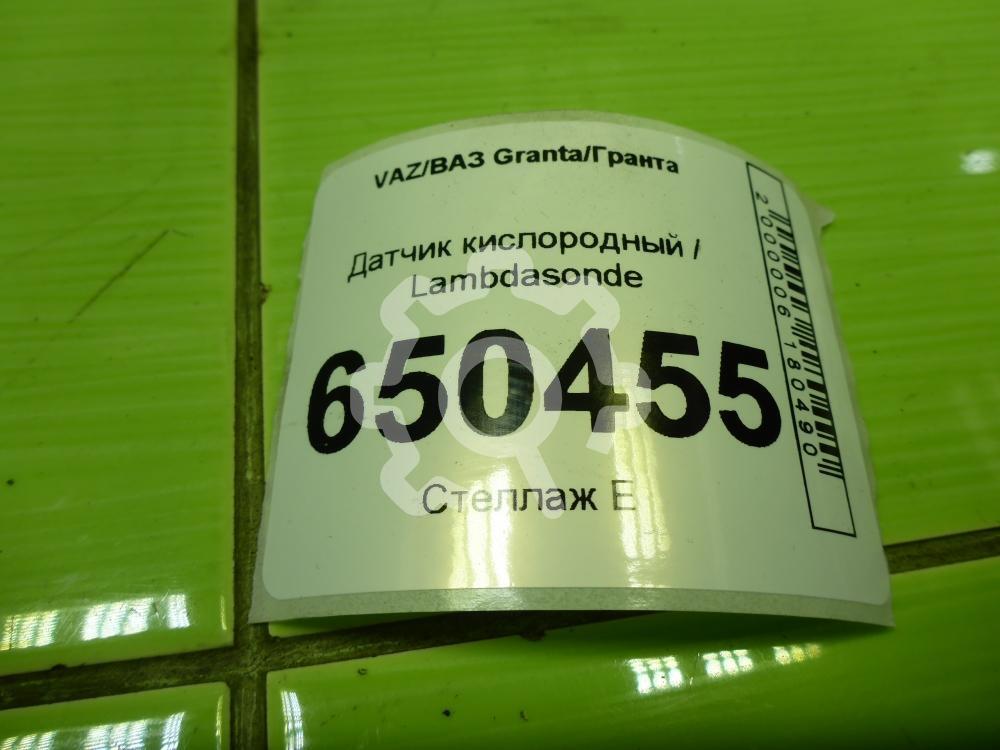 VAZ/ВАЗ Granta/Гранта
Датчик кислородный /
Lambdasonde
650455
Стеллаж E
2000006180490